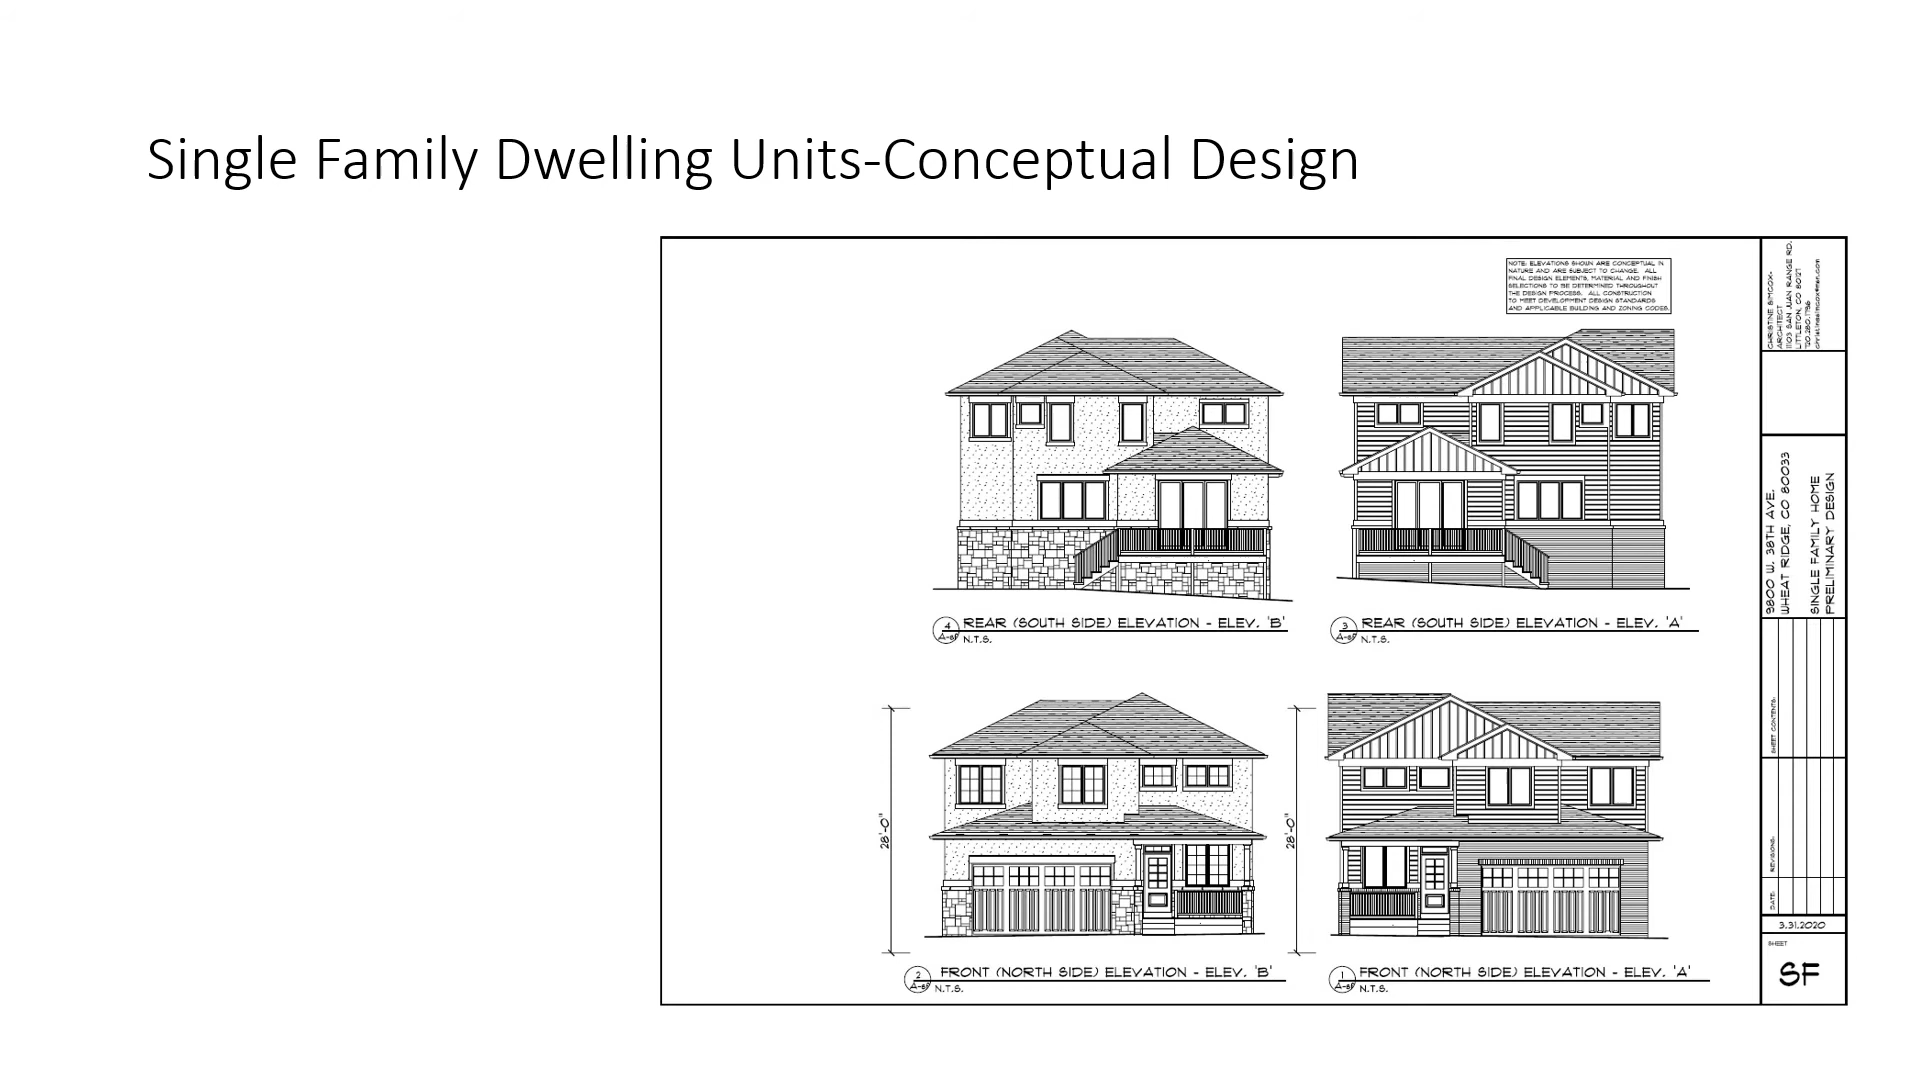 Single Family Dwelling Units-Conceptual Design
NOTE: ELEVATIONS SHOWN ARE CONCEPTUAL IN
NATURE AND ARE SUBJECT TO CHANGE. ALL
FINAL DESIGN ELEMENTS, MATERIAL AND FINISH
SELECTIONS TO BE DETERMINED THROUGHOUT
THE DESIGN PROCESS. ALL CONSTRUCTION
TO MEET DEVELOPMENT DESIGN STANDARDS
AND APPLICABLE BUILDING AND ZONING CODES.
4 REAR (SOUTH SIDE) ELEVATION - ELEV. 'B'
N.T.S.
3 REAR (SOUTH SIDE) ELEVATION - ELEV. 'A'
N.T.S.
28'-0"
28'-0"
2 FRONT (NORTH SIDE) ELEVATION - ELEV. 'B'
N.T.S.
1 FRONT (NORTH SIDE) ELEVATION - ELEV. 'A'
N.T.S.
CHRISTINE SIMCOX-
ARCHITECT
SAN JUAN RANGE RD.
LITTLETON, CO 80127
9800 W. 38TH AVE.
WHEAT RIDGE, CO 80033
SINGLE FAMILY HOME
PRELIMINARY DESIGN
SHEET CONTENTS:
REVISIONS:
DATE:
3.31.2020
SHEET
SF